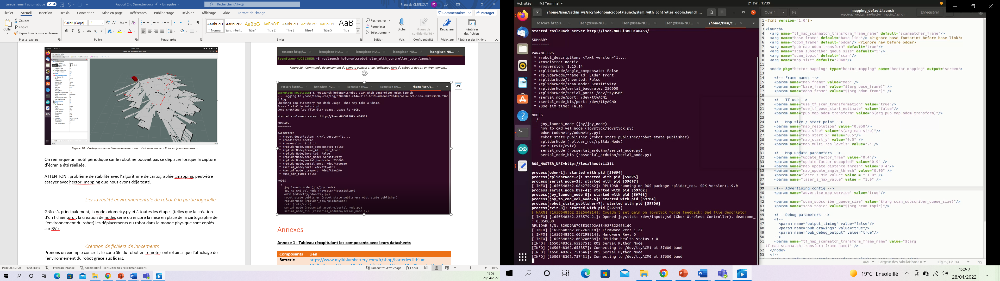 Enregistrement automatique
Rapport 2nd Semestre.docx
• Enregistré
Rechercher (Alt+Q)
Francois CLERBOUT
FC
Fichier Accueil Insertion Dessin Conception Mise en page Références Publipostage Révision Affichage Aide Format de l'image
Commentaires
Partager
Coller
Couper
Copier
Reproduire la mise en forme
Presse-papiers
Calibri (Corps)
12
Police
Paragraphe
AaBbCcD
¶ Normal
AaBbCcD
Sans interl...
AaBbCc
Titre 1
AaBbCc
Titre 2
AaBbCcD
Titre 3
AaBbCcD
Titre 4
AaBbCcD
Titre 5
AaB
Titre
Styles
Rechercher
Remplacer
Sélectionner
Édition
Dicter
Voix
Niveau de confidentialité
Confidentialité
Rédacteur
Rédacteur
Réutiliser des fichiers
Réutiliser des fichiers
Figure 28 : Cartographie de l'environement du robot avec un seul lidar en fonctionnement.
On remarque un motif périodique car le robot ne pouvait pas se déplacer lorsque la capture
d'écran a été réalisée.
ATTENTION : problème de stabilité avec l'algorithme de cartographie gmapping, peut-être
essayer avec hector_mapping que nous avons déjà testé.
Lier la réalité environnementale du robot à la partie logicielle
Grâce à, principalement, la node odometry.py et à toutes les étapes (telles que la création
d'un fichier .urdf, la création de nodes série ou encore la mise en place de la cartographie de
l'environnement du robot) les déplacements du robot dans le monde physique sont copiés
sur RViz.
Création de fichiers de lancements
Prenons un exemple concret : le contrôle du robot en remote control ainsi que l'affichage de
l'environement du robot grâce aux lidars.
roscore http:/... isen@isen-NU... isen@isen-NU... isen@isen-NU... isen@isen-NU...
isen@isen-NUC8i3BEH:~$ roslaunch holonomicrobot slam_with_controller_odom.launch
Figure 29 : Commande de lancement du remote control et de l'affichage RViz du robot et de son environement..
roscore http:/... isen@isen-NU... isen@isen-NU... isen@isen-NU... /home/isen/c...
isen@isen-NUC8i3BEH:~$ roslaunch holonomicrobot slam_with_controller_odom.launch
... logging to /home/isen/.ros/log/d70e8022-c14a-11ec-b519-ad2eaca7d24d/roslaunch-isen-NUC8i3BEH-5968
0.log
Checking log directory for disk usage. This may take a while.
Press Ctrl-C to interrupt
Done checking log file disk usage. Usage is <1GB.
started roslaunch server http://isen-NUC8i3BEH:40453/
SUMMARY
========
PARAMETERS
* /robot_description: <?xml version="1....
* /rosdistro: noetic
* /rosversion: 1.15.14
* /rplidarNode/angle_compensate: False
* /rplidarNode/frame_id: Lidar_front
* /rplidarNode/inverted: False
* /rplidarNode/scan_mode: Sensitivity
* /rplidarNode/serial_baudrate: 256000
* /rplidarNode/serial_port: /dev/ttyUSB0
* /serial_node/port: /dev/ttyACM1
* /serial_node_bis/port: /dev/ttyACM0
* /use_sim_time: False
NODES
/
joy_launch_node (joy/joy_node)
joy_to_cmd_vel_node (joystick/joystick.py)
odom (odometry/odometry.py)
robot_state_publisher (robot_state_publisher/robot_state_publisher)
rplidarNode (rplidar_ros/rplidarNode)
rviz (rviz/rviz)
serial_node (rosserial_arduino/serial_node.py)
serial_node_bis (rosserial_arduino/serial_node.py)
Annexes
Annexe 1 : Tableau récapitulant les composants avec leurs datasheets
Composants Lien
Batterie https://www.mylithiumbattery.com/fr/shop/batteries-lithium-
Page 26 sur 28 4905 mots Français (France) Accessibilité : consultez nos recommandations
Paramètres d'affichage Focus 110 %
18:52
28/04/2022
Activités Terminal 21 avril 15:39
/home/isen/catkin_ws/src/holonomicrobot/launch/slam_with_controller_odom.launch ...
roscore http:/... isen@isen-NU... isen@isen-NU... isen@isen-NU... /home/isen/c...
started roslaunch server http://isen-NUC8i3BEH:40453/
SUMMARY
========
PARAMETERS
* /robot_description: <?xml version="1....
* /rosdistro: noetic
* /rosversion: 1.15.14
* /rplidarNode/angle_compensate: False
* /rplidarNode/frame_id: Lidar_front
* /rplidarNode/inverted: False
* /rplidarNode/scan_mode: Sensitivity
* /rplidarNode/serial_baudrate: 256000
* /rplidarNode/serial_port: /dev/ttyUSB0
* /serial_node/port: /dev/ttyACM1
* /serial_node_bis/port: /dev/ttyACM0
* /use_sim_time: False
NODES
/
joy_launch_node (joy/joy_node)
joy_to_cmd_vel_node (joystick/joystick.py)
odom (odometry/odometry.py)
robot_state_publisher (robot_state_publisher/robot_state_publisher)
rplidarNode (rplidar_ros/rplidarNode)
rviz (rviz/rviz)
serial_node (rosserial_arduino/serial_node.py)
serial_node_bis (rosserial_arduino/serial_node.py)
ROS_MASTER_URI=http://localhost:11311
process[odom-1]: started with pid [59694]
process[rplidarNode-2]: started with pid [59695]
process[serial_node-3]: started with pid [59697]
[ INFO] [1650548362.086275962]: RPLIDAR running on ROS package rplidar_ros. SDK Version:1.9.0
process[serial_node_bis-4]: started with pid [59702]
process[joy_launch_node-5]: started with pid [59703]
process[joy_to_cmd_vel_node-6]: started with pid [59704]
process[robot_state_publisher-7]: started with pid [59706]
process[rviz-8]: started with pid [59711]
[ WARN] [1650548362.232564214]: Couldn't set gain on joystick force feedback: Bad file descriptor
[ INFO] [1650548362.233579421]: Opened joystick: /dev/input/js0 (Xbox Wireless Controller). deadzone_
: 0.050000.
RPLIDAR S/N: B29D9A87C5E392D2A5E492F82248316C
[ INFO] [1650548362.607262818]: Firmware Ver: 1.27
[ INFO] [1650548362.607298814]: Hardware Rev: 6
[ INFO] [1650548362.608206084]: RPLidar health status : 0
[INFO] [1650548362.652375]: ROS Serial Python Node
[INFO] [1650548362.655857]: Connecting to /dev/ttyACM1 at 57600 baud
[INFO] [1650548362.751546]: ROS Serial Python Node
[INFO] [1650548362.757431]: Connecting to /dev/ttyACM0 at 57600 baud
Ouvrir
mapping_default.launch
/opt/ros/noetic/share/hector_mapping/launch
Enregistrer
1 <?xml version="1.0"?>
2
3 <launch>
4 <arg name="tf_map_scanmatch_transform_frame_name" default="scanmatcher_frame"/>
5 <arg name="base_frame" default="base_link"/> <?ignore base_footprint before base_link?>
6 <arg name="odom_frame" default="odom"/> <?ignore nav before odom?>
7 <arg name="pub_map_odom_transform" default="true"/>
8 <arg name="scan_subscriber_queue_size" default="5"/>
9 <arg name="scan_topic" default="scan"/>
10 <arg name="map_size" default="2048"/>
11
12 <node pkg="hector_mapping" type="hector_mapping" name="hector_mapping" output="screen">
13
14 <!-- Frame names -->
15 <param name="map_frame" value="map" />
16 <param name="base_frame" value="$(arg base_frame)" />
17 <param name="odom_frame" value="$(arg odom_frame)" />
18
19 <!-- Tf use -->
20 <param name="use_tf_scan_transformation" value="true"/>
21 <param name="use_tf_pose_start_estimate" value="false"/>
22 <param name="pub_map_odom_transform" value="$(arg pub_map_odom_transform)"/>
23
24 <!-- Map size / start point -->
25 <param name="map_resolution" value="0.050"/>
26 <param name="map_size" value="$(arg map_size)"/>
27 <param name="map_start_x" value="0.5"/>
28 <param name="map_start_y" value="0.5" />
29 <param name="map_multi_res_levels" value="2" />
30
31 <!-- Map update parameters -->
32 <param name="update_factor_free" value="0.4"/>
33 <param name="update_factor_occupied" value="0.9" />
34 <param name="map_update_distance_thresh" value="0.4"/>
35 <param name="map_update_angle_thresh" value="0.06" />
36 <param name="laser_z_min_value" value = "-1.0" />
37 <param name="laser_z_max_value" value = "1.0" />
38
39 <!-- Advertising config -->
40 <param name="advertise_map_service" value="true"/>
41
42 <param name="scan_subscriber_queue_size" value="$(arg scan_subscriber_queue_size)"/>
43 <param name="scan_topic" value="$(arg scan_topic)"/>
44
45 <!-- Debug parameters -->
46 <!--
47 <param name="output_timing" value="false"/>
48 <param name="pub_drawings" value="true"/>
49 <param name="pub_debug_output" value="true"/>
50 -->
51 <param name="tf_map_scanmatch_transform_frame_name" value="$(arg
tf_map_scanmatch_transform_frame_name)" />
52 </node>
53 <!--
XML Largeur des tabulations : 8 Lig 39, Col 14 INS
19°C Ensoleillé
18:52
28/04/2022